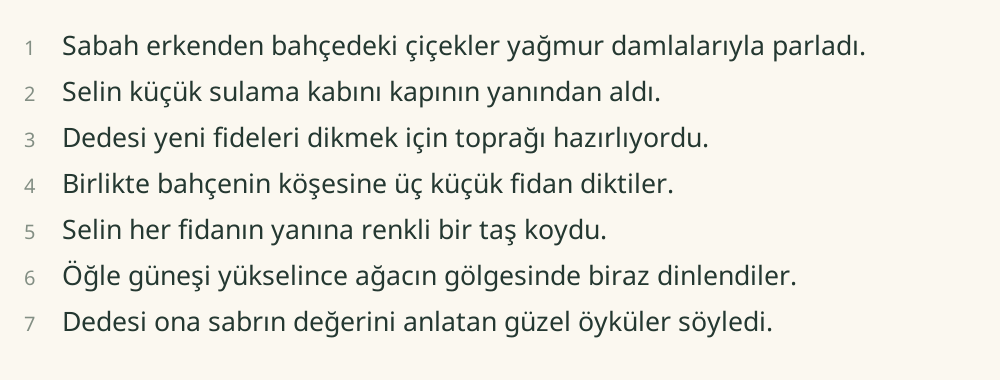 1 Sabah erkenden bahçedeki çiçekler yağmur damlalarıyla parladı.
2 Selin küçük sulama kabını kapının yanından aldı.
3 Dedesi yeni fideleri dikmek için toprağı hazırlıyordu.
4 Birlikte bahçenin köşesine üç küçük fidan diktiler.
5 Selin her fidanın yanına renkli bir taş koydu.
6 Öğle güneşi yükselince ağacın gölgesinde biraz dinlendiler.
7 Dedesi ona sabrın değerini anlatan güzel öyküler söyledi.